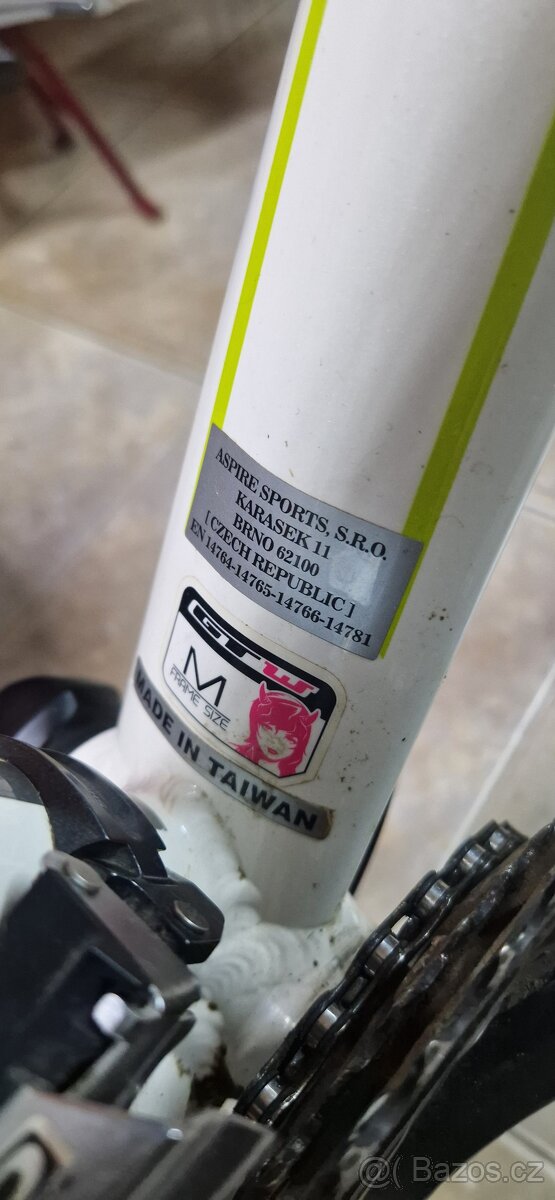 ASPIRE SPORTS, S.R.O.
KARASEK 11
BRNO 62100
[ CZECH REPUBLIC ]
EN 14764-14765-14766-14781
GTW
M
FRAME SIZE
MADE IN TAIWAN
Bazos.cz